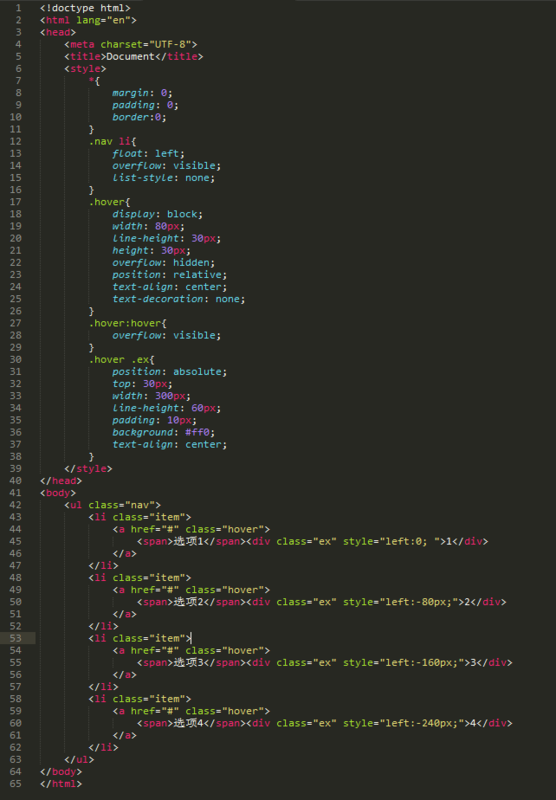 1 <!doctype html>
2 <html lang="en">
3 <head>
4 <meta charset="UTF-8">
5 <title>Document</title>
6 <style>
7 *{
8 margin: 0;
9 padding: 0;
10 border:0;
11 }
12 .nav li{
13 float: left;
14 overflow: visible;
15 list-style: none;
16 }
17 .hover{
18 display: block;
19 width: 80px;
20 line-height: 30px;
21 height: 30px;
22 overflow: hidden;
23 position: relative;
24 text-align: center;
25 text-decoration: none;
26 }
27 .hover:hover{
28 overflow: visible;
29 }
30 .hover .ex{
31 position: absolute;
32 top: 30px;
33 width: 300px;
34 line-height: 60px;
35 padding: 10px;
36 background: #ff0;
37 text-align: center;
38 }
39 </style>
40 </head>
41 <body>
42 <ul class="nav">
43 <li class="item">
44 <a href="#" class="hover">
45 <span>选项1</span><div class="ex" style="left:0; ">1</div>
46 </a>
47 </li>
48 <li class="item">
49 <a href="#" class="hover">
50 <span>选项2</span><div class="ex" style="left:-80px;">2</div>
51 </a>
52 </li>
53 <li class="item">
54 <a href="#" class="hover">
55 <span>选项3</span><div class="ex" style="left:-160px;">3</div>
56 </a>
57 </li>
58 <li class="item">
59 <a href="#" class="hover">
60 <span>选项4</span><div class="ex" style="left:-240px;">4</div>
61 </a>
62 </li>
63 </ul>
64 </body>
65 </html>